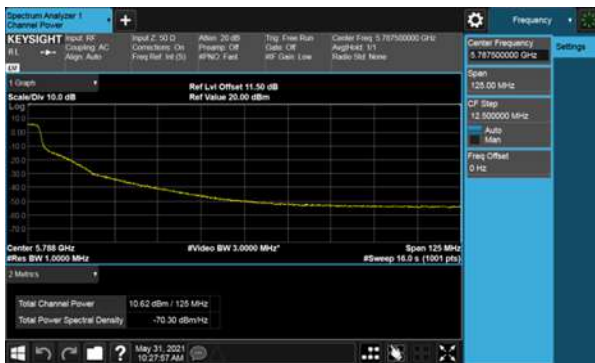 Spectrum Analyzer 1
Channel Power
+
Frequency
KEYSIGHT
Input: RF
Coupling: AC
Align: Auto
Input Z: 50 Ω
Corrections: On
Freq Ref: Int (S)
Atten: 20 dB
Preamp: Off
#PNO: Fast
Trig: Free Run
Gate: Off
#IF Gain: Low
Center Freq: 5.787500000 GHz
Avg|Hold: 1/1
Radio Std: None
RL
LXI
Center Frequency
5.787500000 GHz
Settings
Span
125.00 MHz
CF Step
12.500000 MHz
Auto
Man
Freq Offset
0 Hz
1 Graph
Scale/Div 10.0 dB
Ref Lvl Offset 11.50 dB
Ref Value 20.00 dBm
Log
10.0
0.00
-10.0
-20.0
-30.0
-40.0
-50.0
-60.0
-70.0
Center 5.788 GHz
#Res BW 1.0000 MHz
#Video BW 3.0000 MHz*
Span 125 MHz
#Sweep 16.0 s (1001 pts)
2 Metrics
Total Channel Power 10.62 dBm / 125 MHz
Total Power Spectral Density -70.30 dBm/Hz
?
May 31, 2021
10:27:57 AM